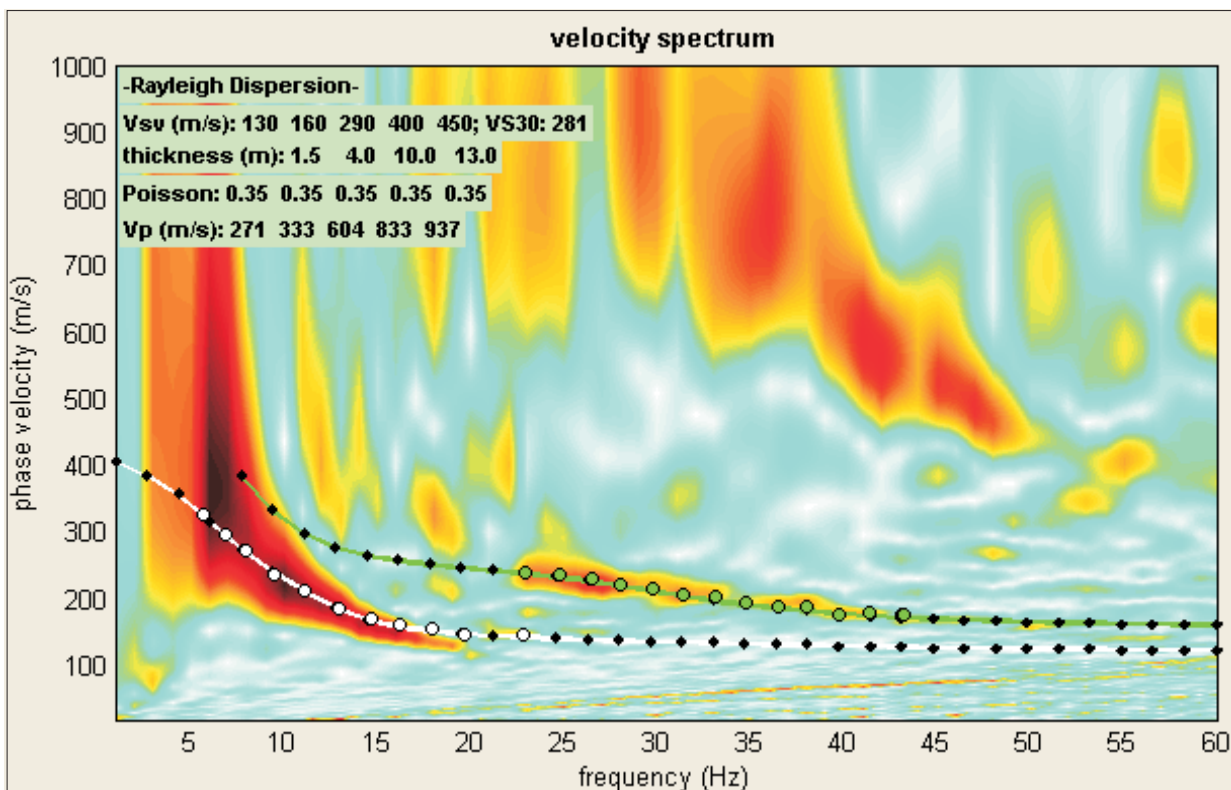 velocity spectrum
-Rayleigh Dispersion-
Vsv (m/s): 130 160 290 400 450; VS30: 281
thickness (m): 1.5 4.0 10.0 13.0
Poisson: 0.35 0.35 0.35 0.35 0.35
Vp (m/s): 271 333 604 833 937
phase velocity (m/s)
1000
900
800
700
600
500
400
300
200
100
5 10 15 20 25 30 35 40 45 50 55 60
frequency (Hz)